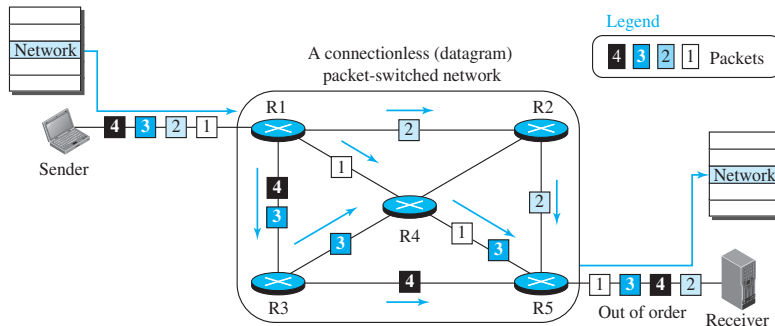 Legend
4 3 2 1 Packets
Network
A connectionless (datagram)
packet-switched network
R1
R2
2
4 3 2 1
Sender
1
4
3
2
Network
R4
3
1
3
4
R3
R5
1 3 4 2
Out of order
Receiver